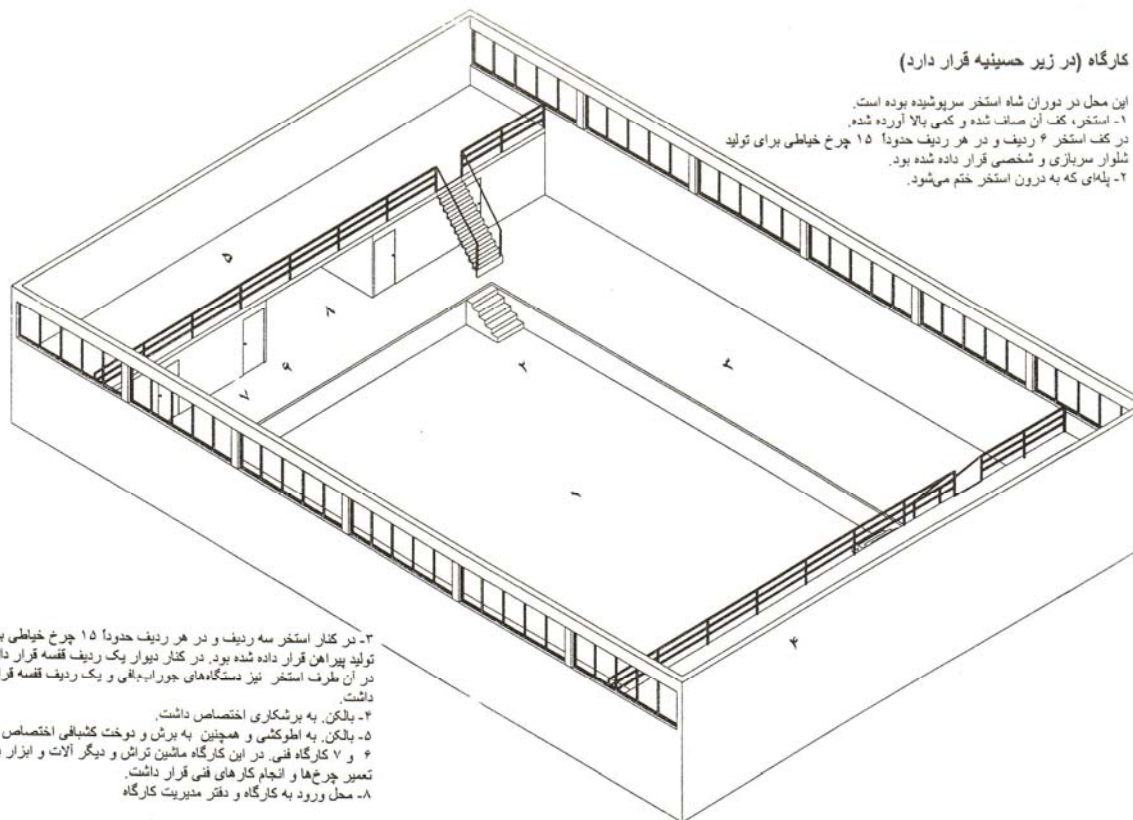 کارگاه (در زیر حسینیه قرار دارد)
این محل در دوران شاه استخر سرپوشیده بوده است.
۱- استخر، کف آن صاف شده و کمی بالا آورده شده.
در کف استخر ۶ ردیف و در هر ردیف حدوداً ۱۵ چرخ خیاطی برای تولید
شلوار سربازی و شخصی قرار داده شده بود.
۲- پله‌ای که به درون استخر ختم می‌شود.
۵
۸
۶
۷
۲
۳
۱
۴
۳- در کنار استخر سه ردیف و در هر ردیف حدوداً ۱۵ چرخ خیاطی
تولید پیراهن قرار داده شده بود. در کنار دیوار یک ردیف قفسه قرار
در آن طرف استخر نیز دستگاه‌های جوراب‌بافی و یک ردیف قفسه
داشت.
۴- بالکن. به برشکاری اختصاص داشت.
۵- بالکن. به اطوکشی و همچنین به برش و دوخت کشبافی اختصاص
۶ و ۷ کارگاه فنی. در این کارگاه ماشین تراش و دیگر آلات و ابزار
تعمیر چرخ‌ها و انجام کارهای فنی قرار داشت.
۸- محل ورود به کارگاه و دفتر مدیریت کارگاه